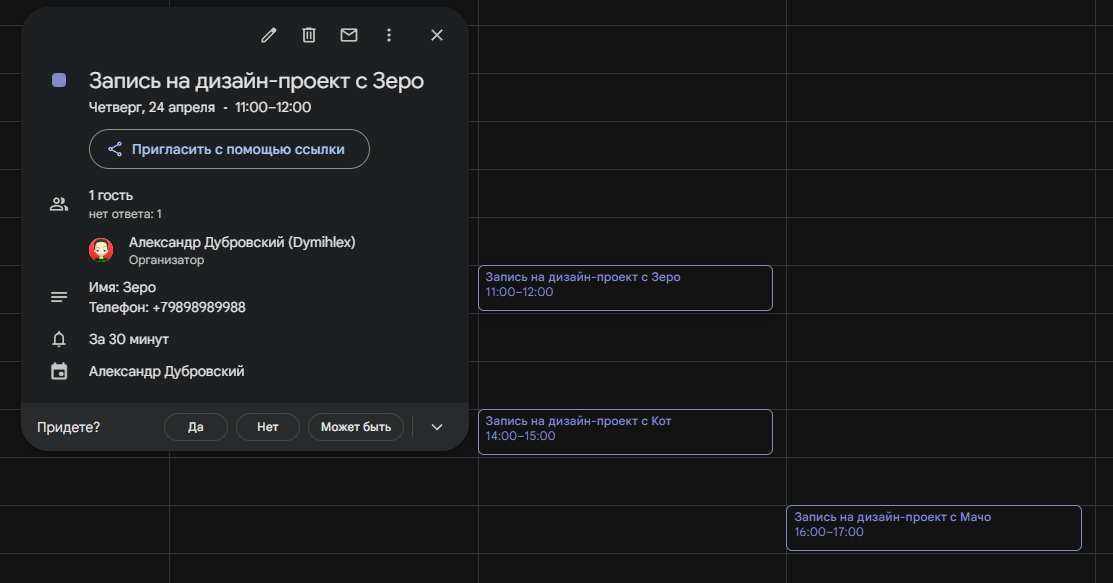 Запись на дизайн-проект с Зеро
Четверг, 24 апреля · 11:00–12:00
Пригласить с помощью ссылки
1 гость
нет ответа: 1
Александр Дубровский (Dymihlex)
Организатор
Имя: Зеро
Телефон: +79898989988
За 30 минут
Александр Дубровский
Придете?
Да
Нет
Может быть
Запись на дизайн-проект с Зеро
11:00–12:00
Запись на дизайн-проект с Кот
14:00–15:00
Запись на дизайн-проект с Мачо
16:00–17:00